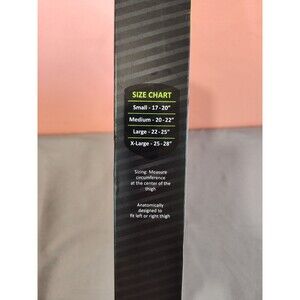 SIZE CHART
Small - 17-20"
Medium - 20-22"
Large - 22-25"
X-Large - 25-28"
Sizing: Measure
circumference
at the center of the
thigh
Anatomically
designed to
fit left or right thigh